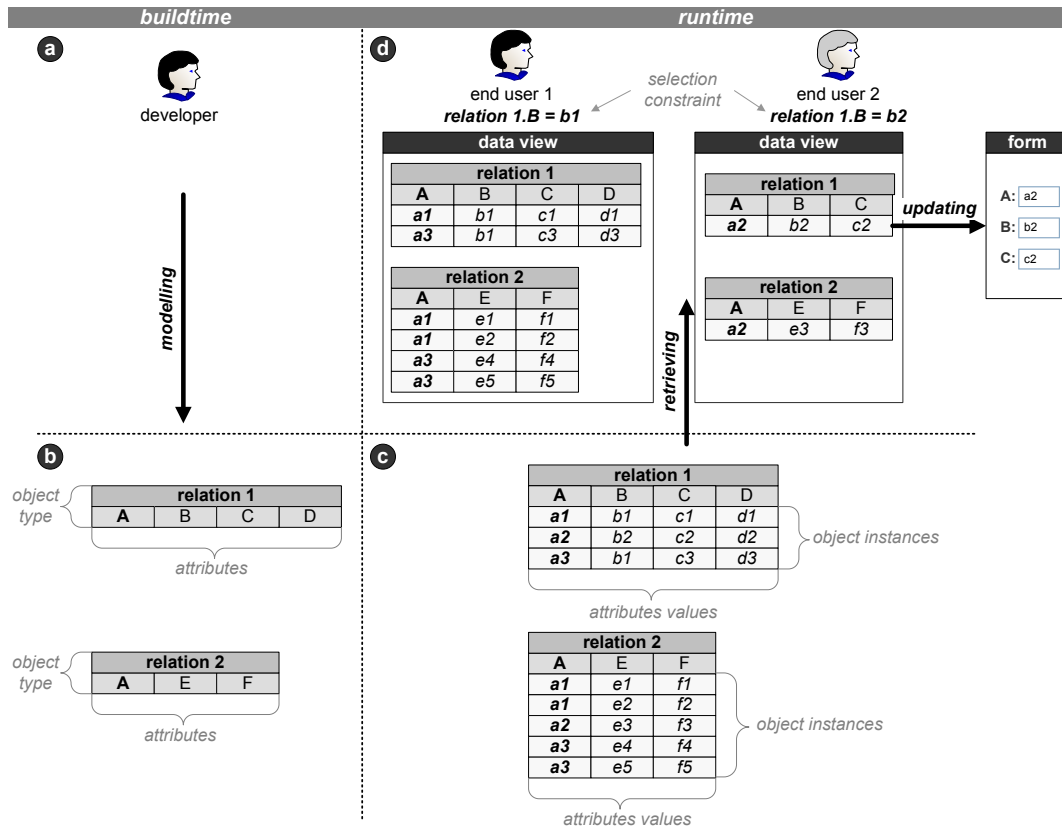 buildtime runtime
a
developer
modelling
d
end user 1
relation 1.B = b1
selection
constraint
end user 2
relation 1.B = b2
data view
relation 1
A B C D
a1 b1 c1 d1
a3 b1 c3 d3
relation 2
A E F
a1 e1 f1
a1 e2 f2
a3 e4 f4
a3 e5 f5
data view
relation 1
A B C
a2 b2 c2
relation 2
A E F
a2 e3 f3
updating
form
A: a2
B: b2
C: c2
retrieving
b
object
type
relation 1
A B C D
attributes
object
type
relation 2
A E F
attributes
c
relation 1
A B C D
a1 b1 c1 d1
a2 b2 c2 d2
a3 b1 c3 d3
object instances
attributes values
relation 2
A E F
a1 e1 f1
a1 e2 f2
a2 e3 f3
a3 e4 f4
a3 e5 f5
object instances
attributes values